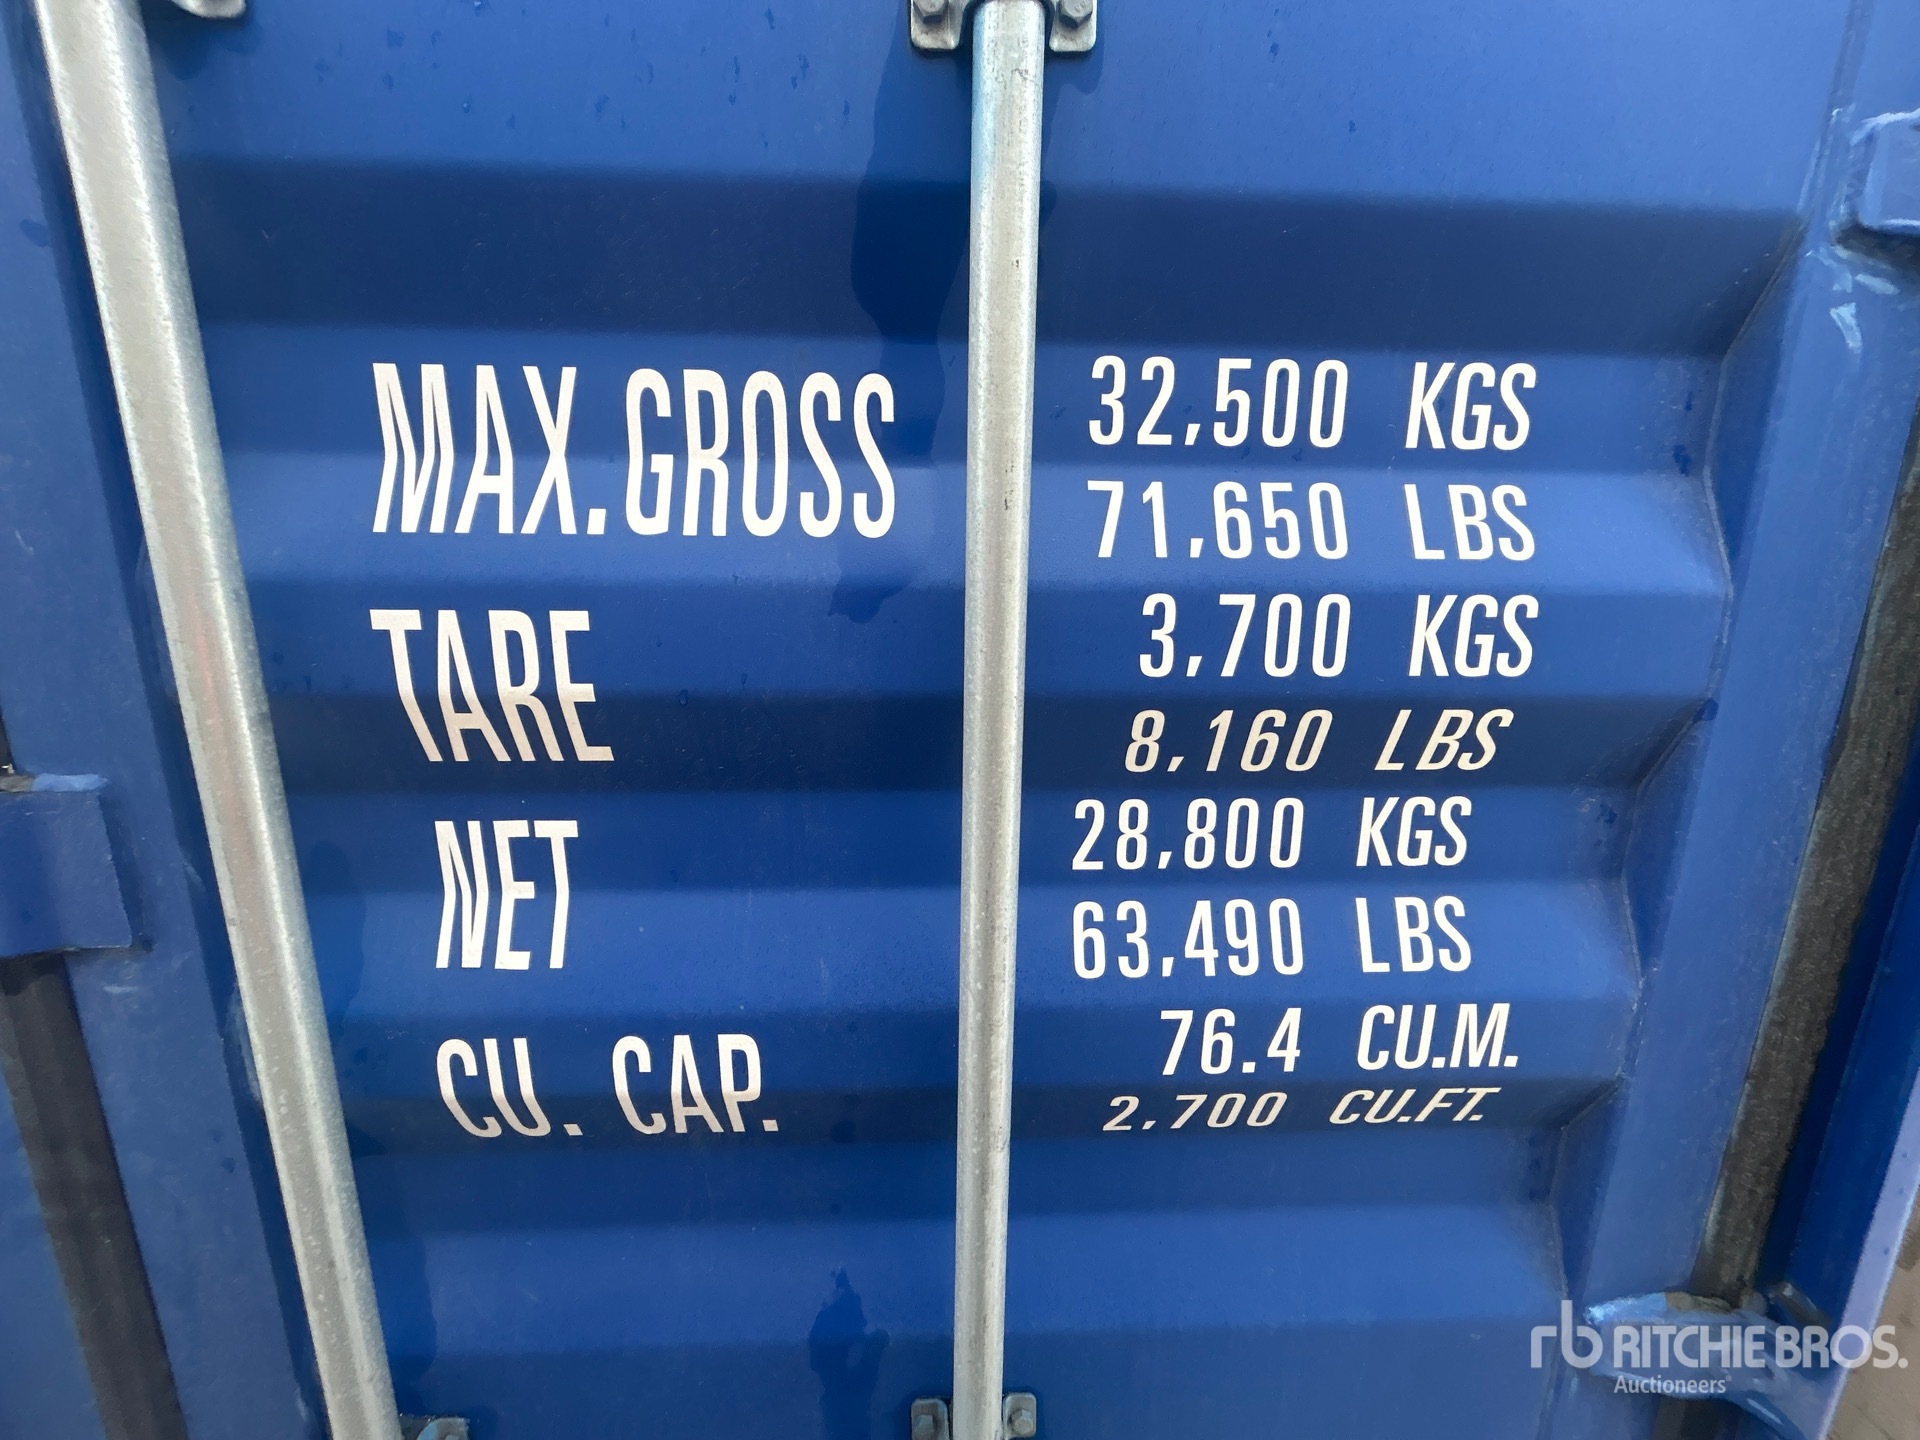 MAX.GROSS 32,500 KGS
71,650 LBS
TARE 3,700 KGS
8,160 LBS
NET 28,800 KGS
63,490 LBS
CU. CAP. 76.4 CU.M.
2,700 CU.FT.
rb RITCHIE BROS.
Auctioneers